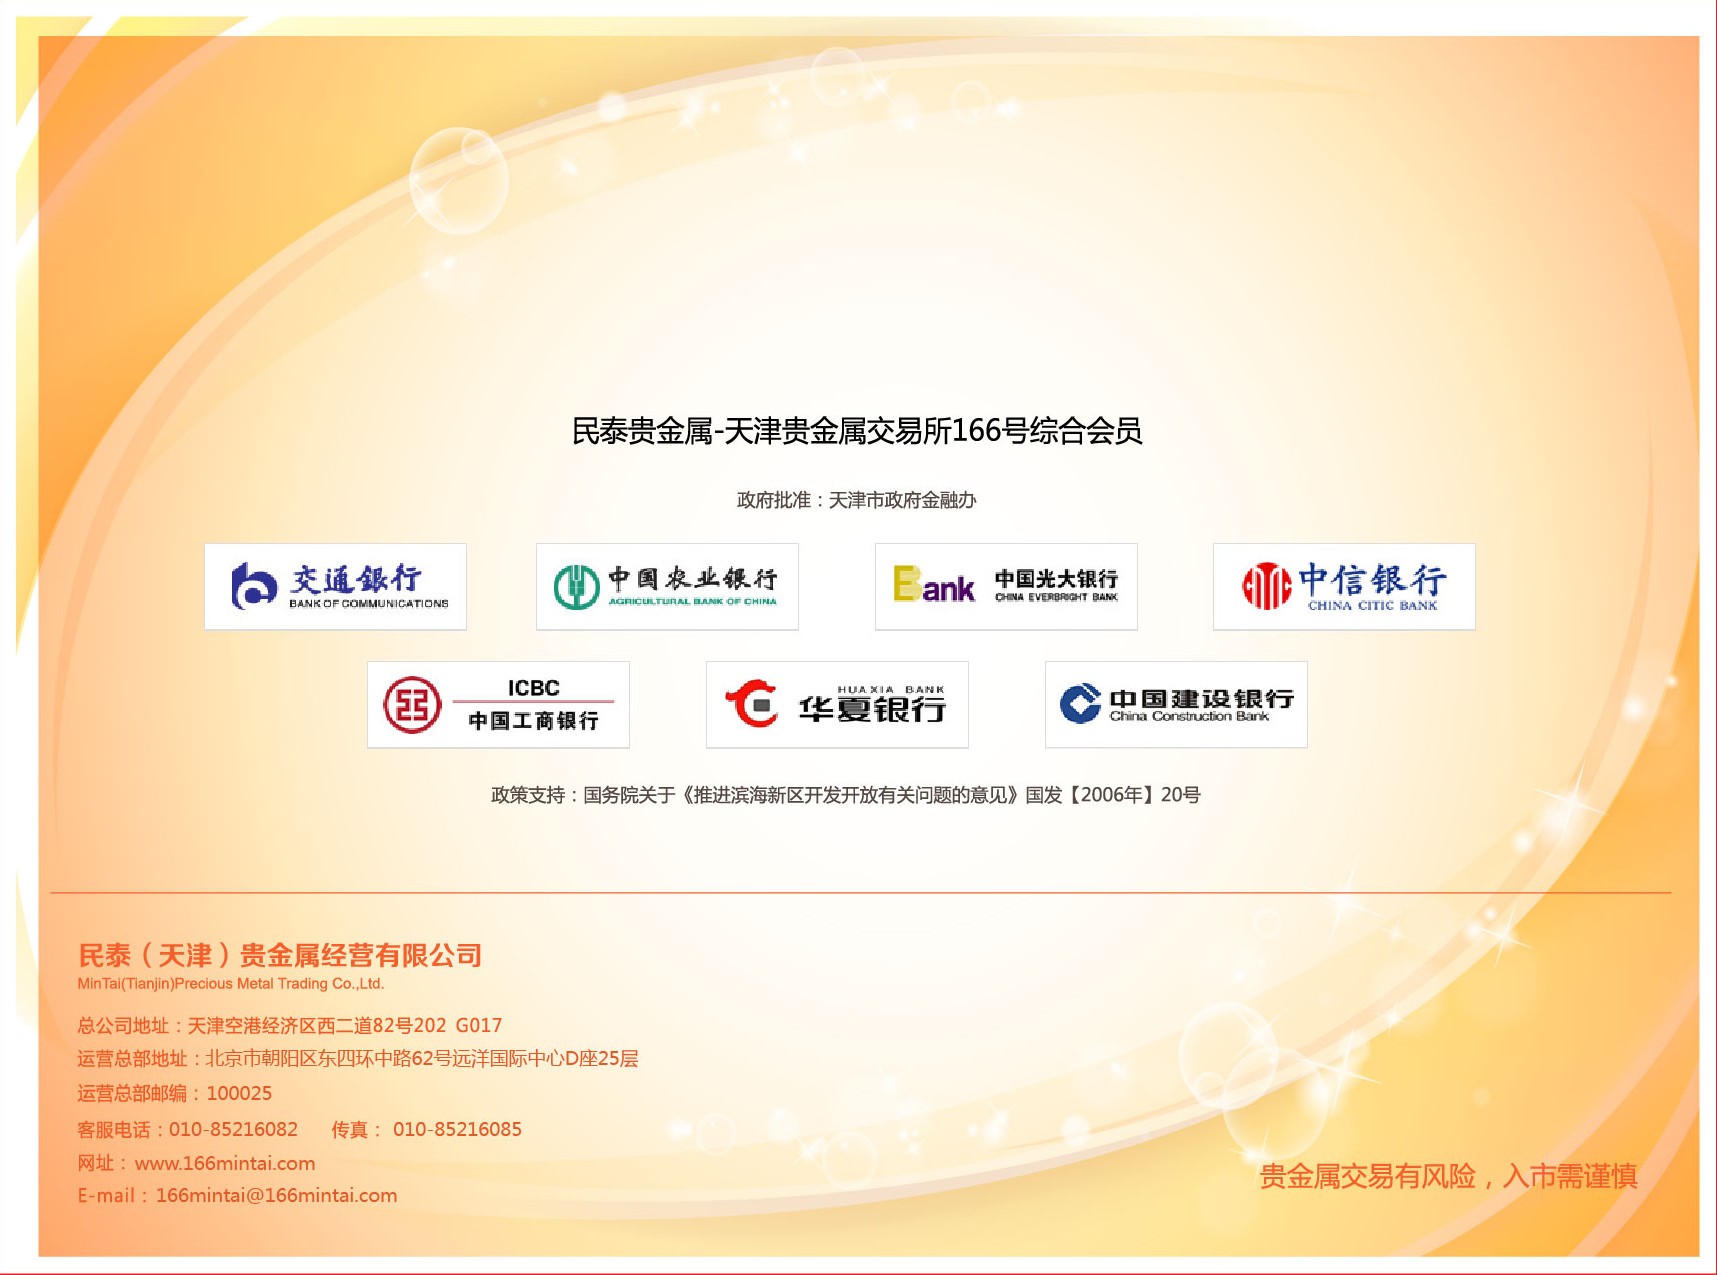 民泰贵金属-天津贵金属交易所166号综合会员
政府批准：天津市政府金融办
交通銀行
BANK OF COMMUNICATIONS
中国农业银行
AGRICULTURAL BANK OF CHINA
Bank 中国光大银行
CHINA EVERBRIGHT BANK
中信银行
CHINA CITIC BANK
ICBC
中国工商银行
HUAXIA BANK
华夏银行
中国建设银行
China Construction Bank
政策支持：国务院关于《推进滨海新区开发开放有关问题的意见》国发【2006年】20号
民泰（天津）贵金属经营有限公司
MinTai(Tianjin)Precious Metal Trading Co.,Ltd.
总公司地址：天津空港经济区西二道82号202 G017
运营总部地址：北京市朝阳区东四环中路62号远洋国际中心D座25层
运营总部邮编：100025
客服电话：010-85216082 传真： 010-85216085
网址：www.166mintai.com
E-mail：166mintai@166mintai.com
贵金属交易有风险，入市需谨慎